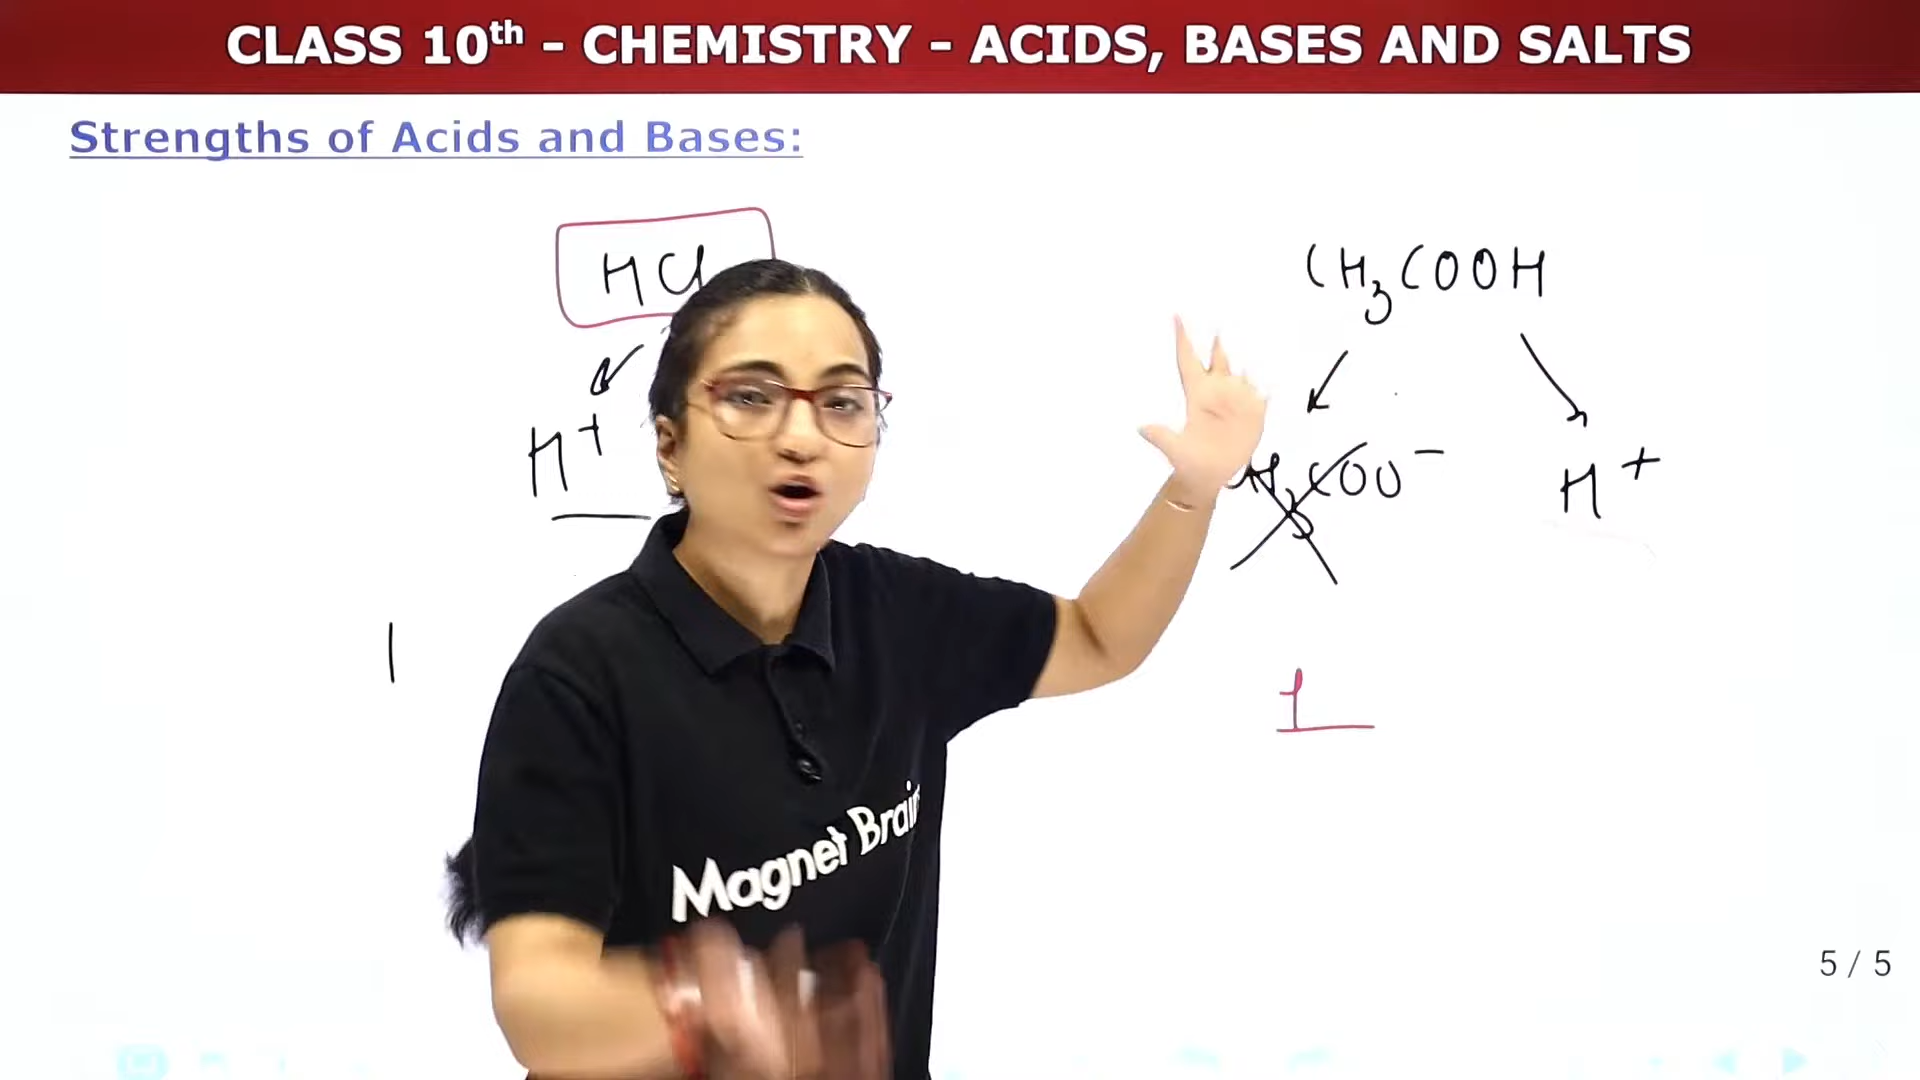 CLASS 10th - CHEMISTRY - ACIDS, BASES AND SALTS
Strengths of Acids and Bases:
HCl
CH3COOH
H+
H3COO-
H+
1
1
Magnet Brain
5 / 5